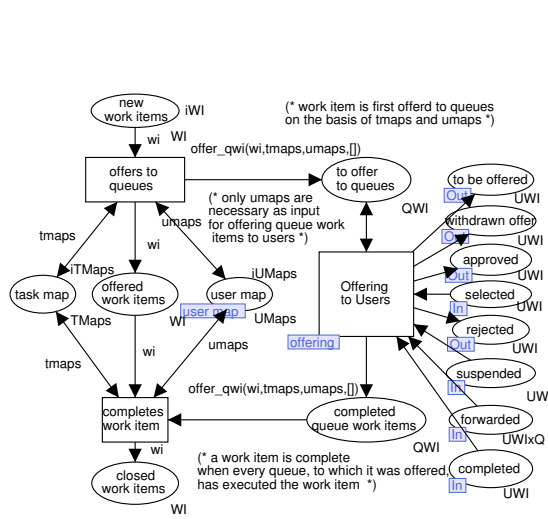 new
work items
iWI
WI
wi
(* work item is first offerd to queues
on the basis of tmaps and umaps *)
offer_qwi(wi,tmaps,umaps,[])
offers to
queues
to offer
to queues
QWI
(* only umaps are
necessary as input
for offering queue work
items to users *)
tmaps
umaps
wi
iTMaps
iUMaps
task map
offered
work items
user map
user map
TMaps
WI
UMaps
tmaps
wi
umaps
Offering
to Users
offering
to be offered
Out
UWI
withdrawn offer
Out
UWI
approved
Out
UWI
selected
In
UWI
rejected
Out
UWI
suspended
In
UW
forwarded
In
UWIxQ
completed
In
UWI
offer_qwi(wi,tmaps,umaps,[])
completes
work item
completed
queue work items
QWI
wi
closed
work items
WI
(* a work item is complete
when every queue, to which it was offered,
has executed the work item *)